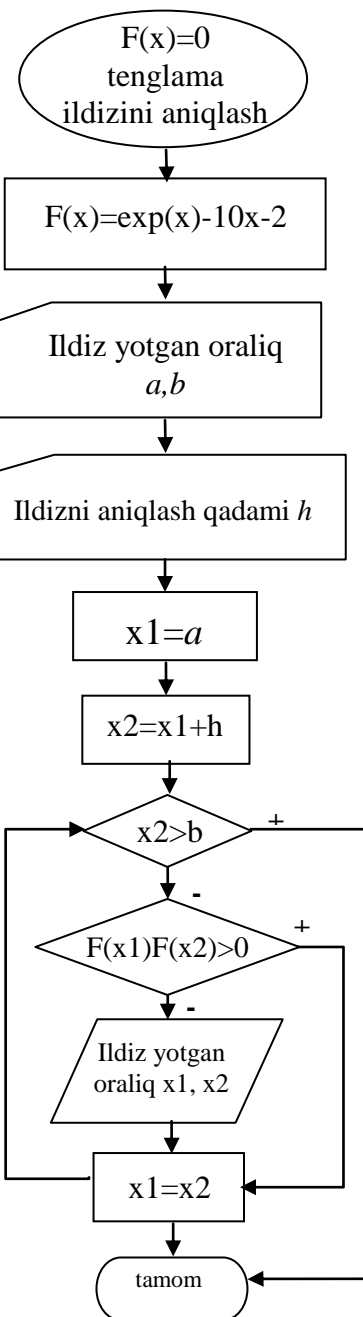 F(x)=0
tenglama
ildizini aniqlash
F(x)=exp(x)-10x-2
Ildiz yotgan oraliq
a,b
Ildizni aniqlash qadami h
x1=a
x2=x1+h
x2>b
+
-
F(x1)F(x2)>0
+
-
Ildiz yotgan
oraliq x1, x2
x1=x2
tamom